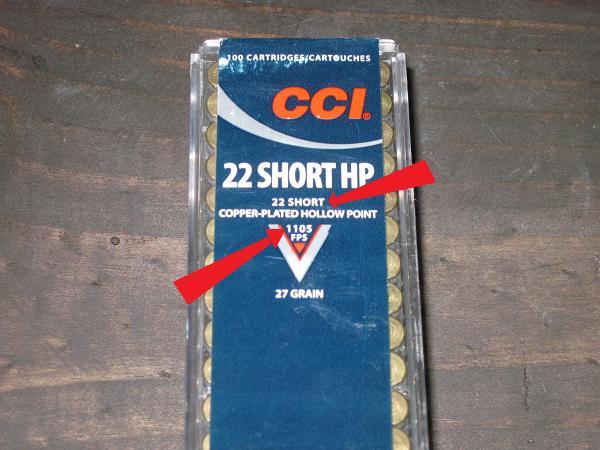 100 CARTRIDGES/CARTOUCHES
CCI®
22 SHORT HP
22 SHORT
COPPER-PLATED HOLLOW POINT
1105
FPS
27 GRAIN